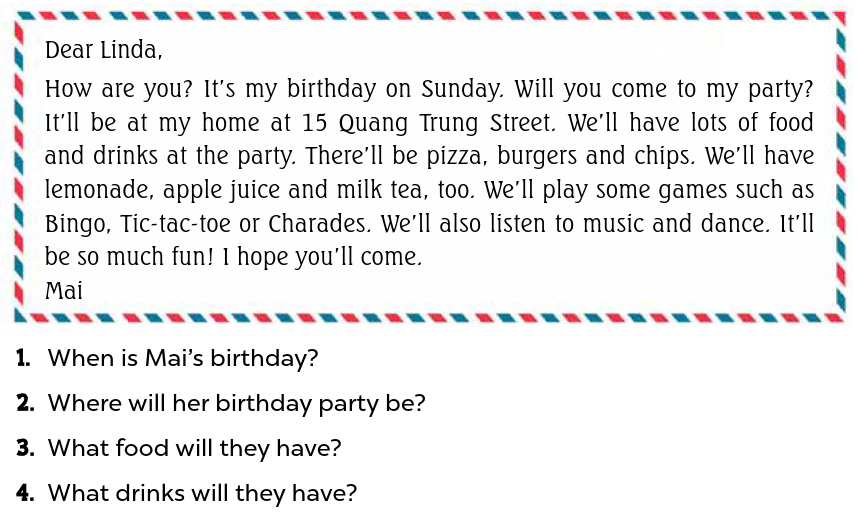 Dear Linda,
How are you? It's my birthday on Sunday. Will you come to my party?
It'll be at my home at 15 Quang Trung Street. We'll have lots of food
and drinks at the party. There'll be pizza, burgers and chips. We'll have
lemonade, apple juice and milk tea, too. We'll play some games such as
Bingo, Tic-tac-toe or Charades. We'll also listen to music and dance. It'll
be so much fun! I hope you'll come.
Mai
1. When is Mai's birthday?
2. Where will her birthday party be?
3. What food will they have?
4. What drinks will they have?